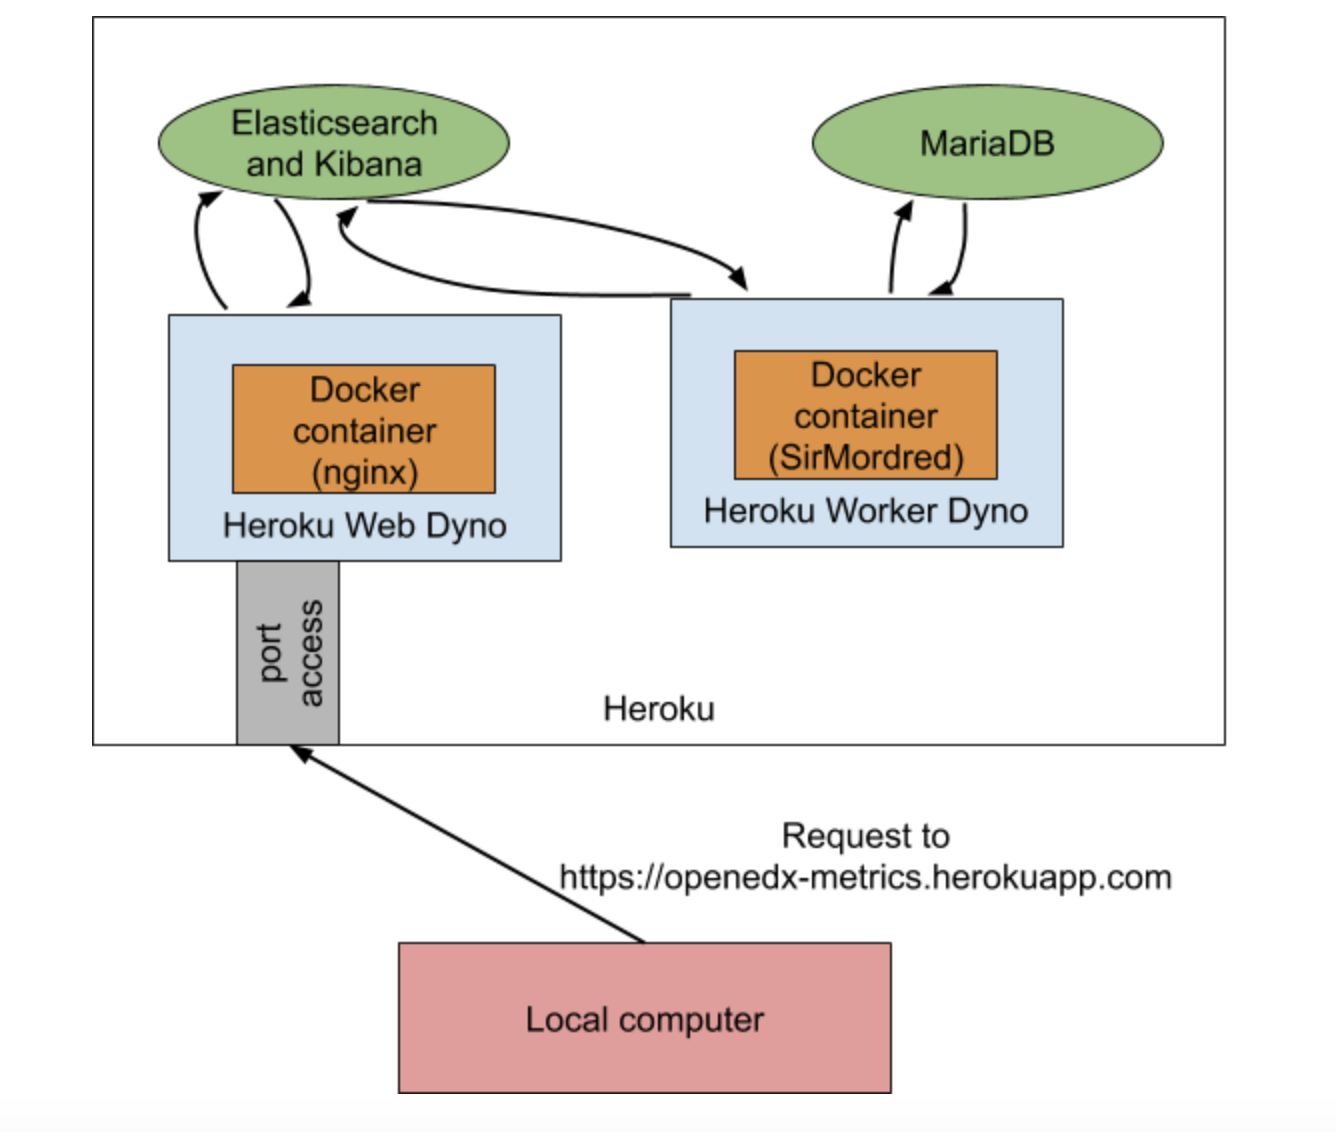 Elasticsearch
and Kibana
MariaDB
Docker
container
(nginx)
Heroku Web Dyno
Docker
container
(SirMordred)
Heroku Worker Dyno
port
access
Heroku
Request to
https://openedx-metrics.herokuapp.com
Local computer